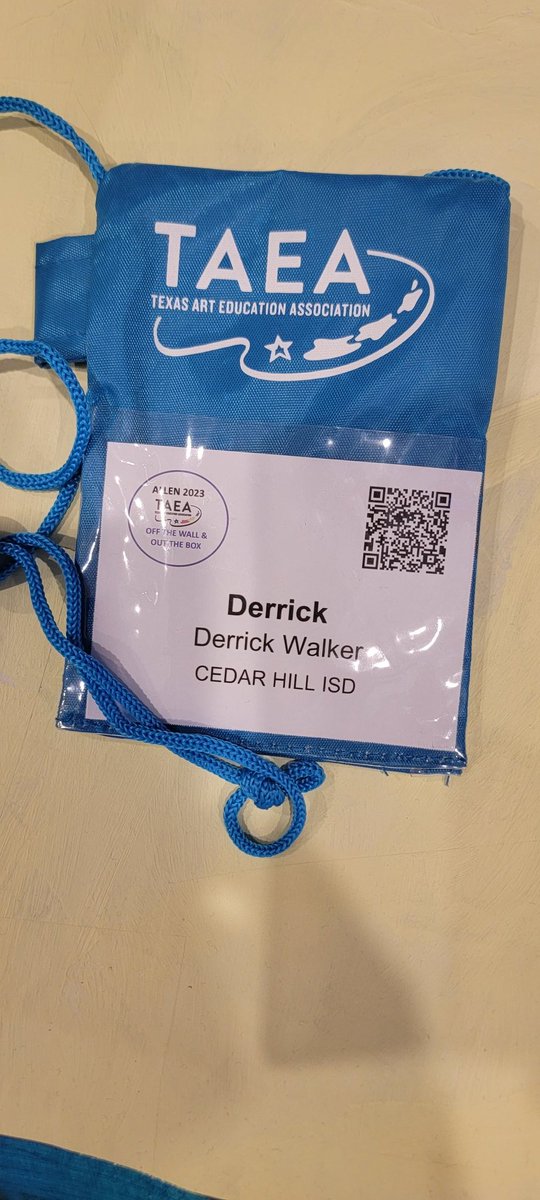 TAEA
TEXAS ART EDUCATION ASSOCIATION
ALLEN 2023
TAEA
OFF THE WALL &
OUT THE BOX
Derrick
Derrick Walker
CEDAR HILL ISD